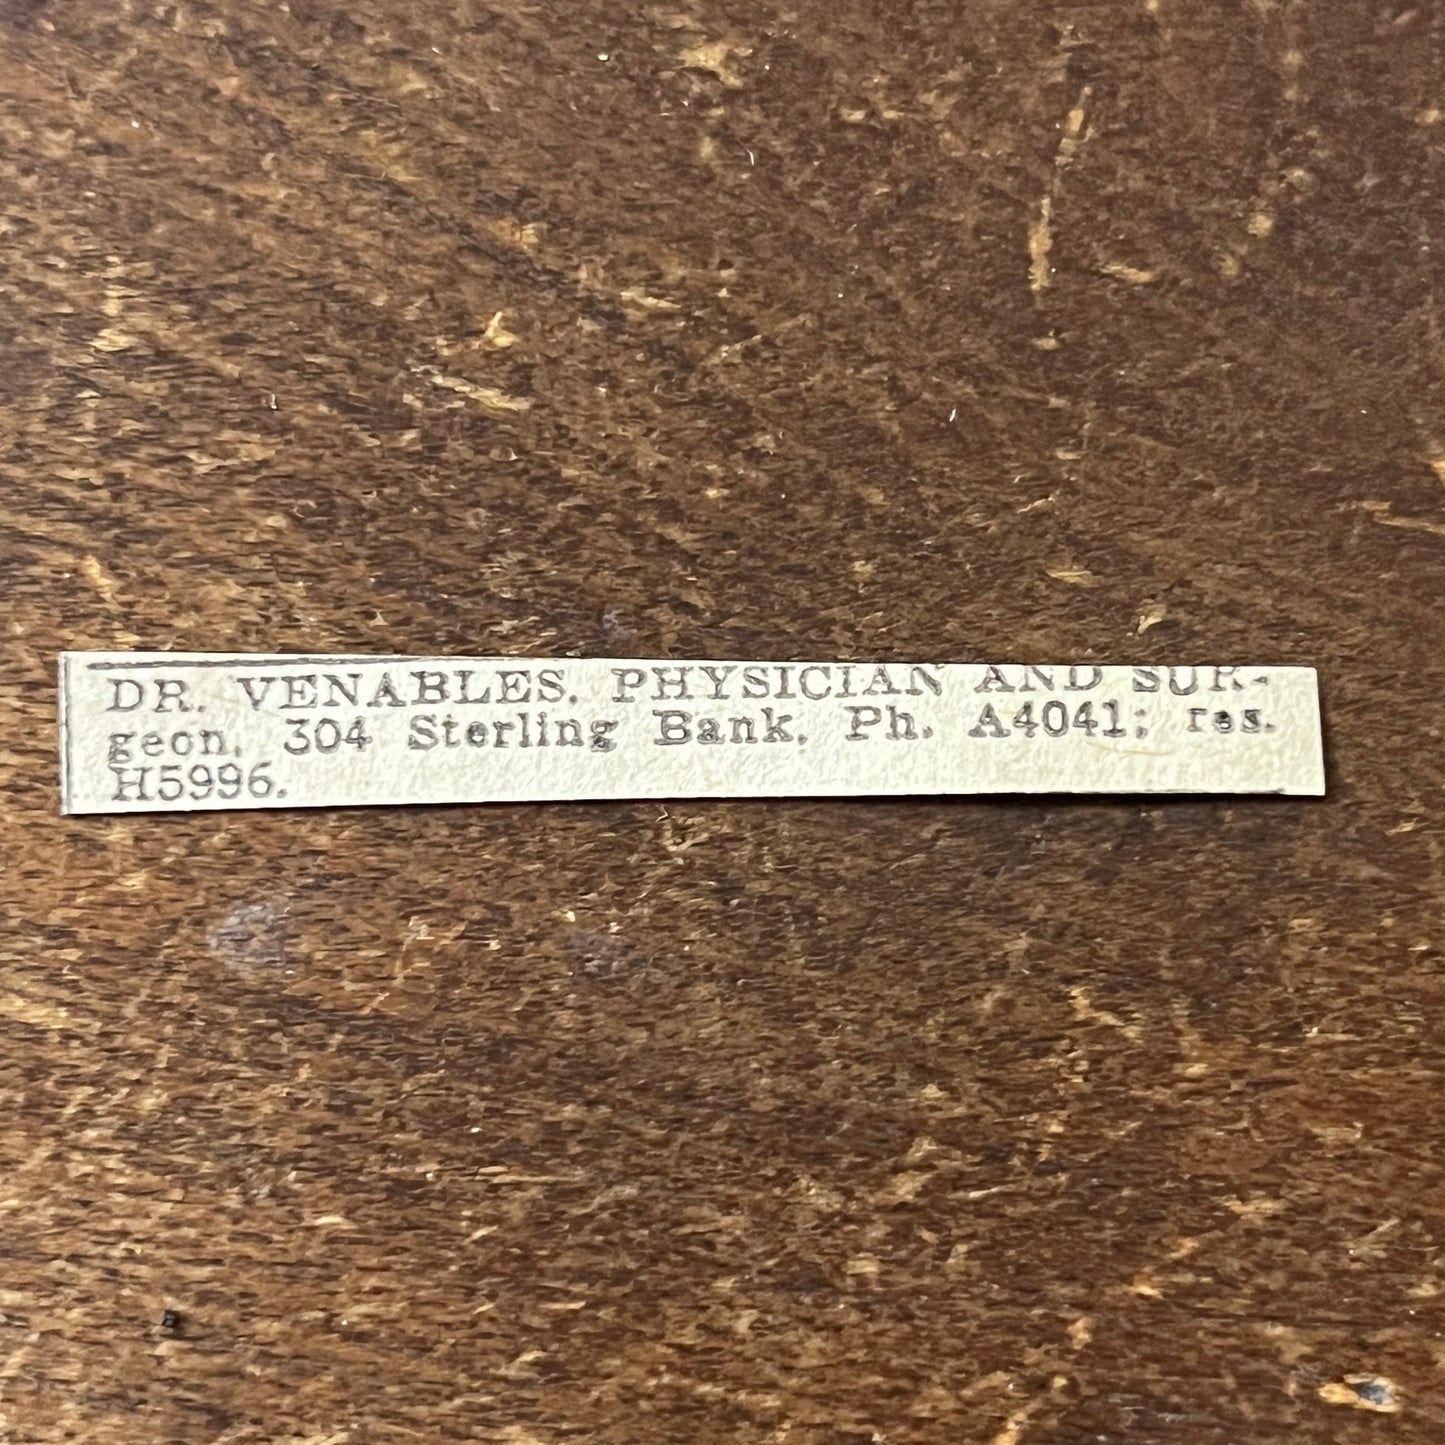 DR. VENABLES. PHYSICIAN AND SUR-
geon, 304 Sterling Bank. Ph. A4041; res.
H5996.